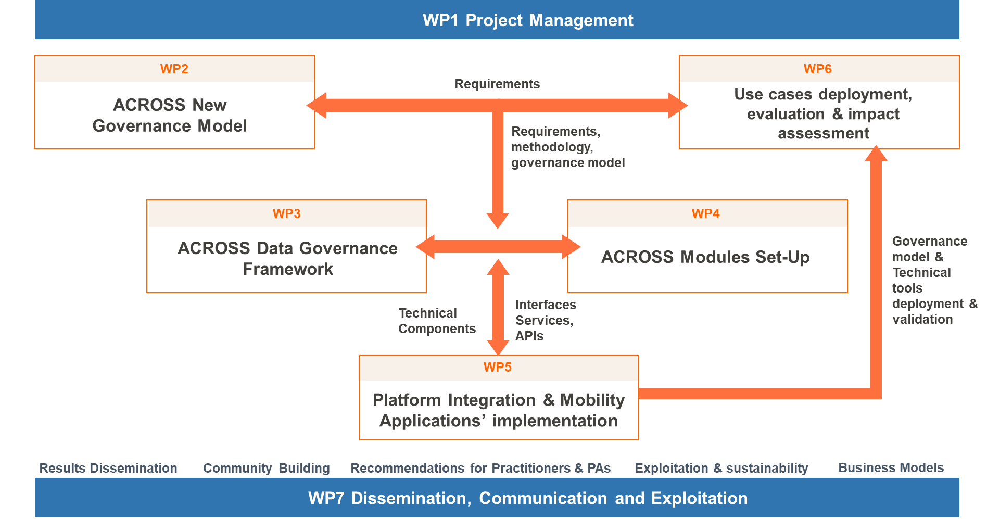 WP1 Project Management
WP2
ACROSS New
Governance Model
Requirements
WP6
Use cases deployment,
evaluation & impact
assessment
Requirements,
methodology,
governance model
WP3
ACROSS Data Governance
Framework
WP4
ACROSS Modules Set-Up
Governance
model &
Technical
tools
deployment &
validation
Technical
Components
Interfaces
Services,
APIs
WP5
Platform Integration & Mobility
Applications’ implementation
Results Dissemination
Community Building
Recommendations for Practitioners & PAs
Exploitation & sustainability
Business Models
WP7 Dissemination, Communication and Exploitation